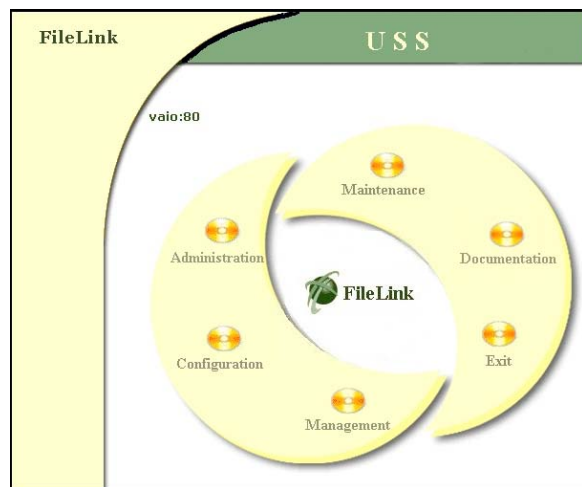 FileLink
USS
vaio:80
Maintenance
Administration
Documentation
FileLink
Configuration
Exit
Management